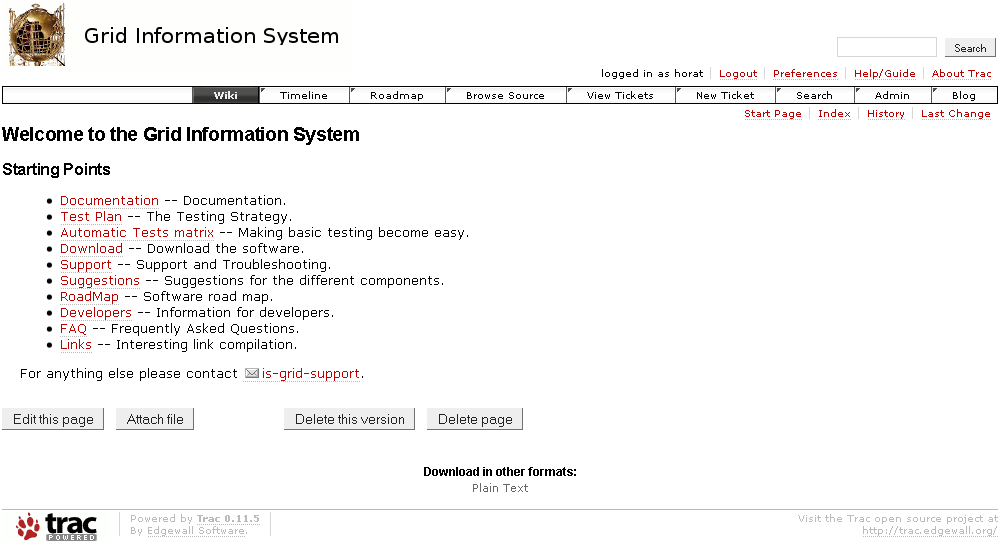 Grid Information System
Search
logged in as horat Logout Preferences Help/Guide About Trac
Wiki Timeline Roadmap Browse Source View Tickets New Ticket Search Admin Blog
Start Page Index History Last Change
Welcome to the Grid Information System
Starting Points
Documentation -- Documentation.
Test Plan -- The Testing Strategy.
Automatic Tests matrix -- Making basic testing become easy.
Download -- Download the software.
Support -- Support and Troubleshooting.
Suggestions -- Suggestions for the different components.
RoadMap -- Software road map.
Developers -- Information for developers.
FAQ -- Frequently Asked Questions.
Links -- Interesting link compilation.
For anything else please contact is-grid-support.
Edit this page Attach file Delete this version Delete page
Download in other formats:
Plain Text
trac
POWERED
Powered by Trac 0.11.5
By Edgewall Software.
Visit the Trac open source project at
http://trac.edgewall.org/